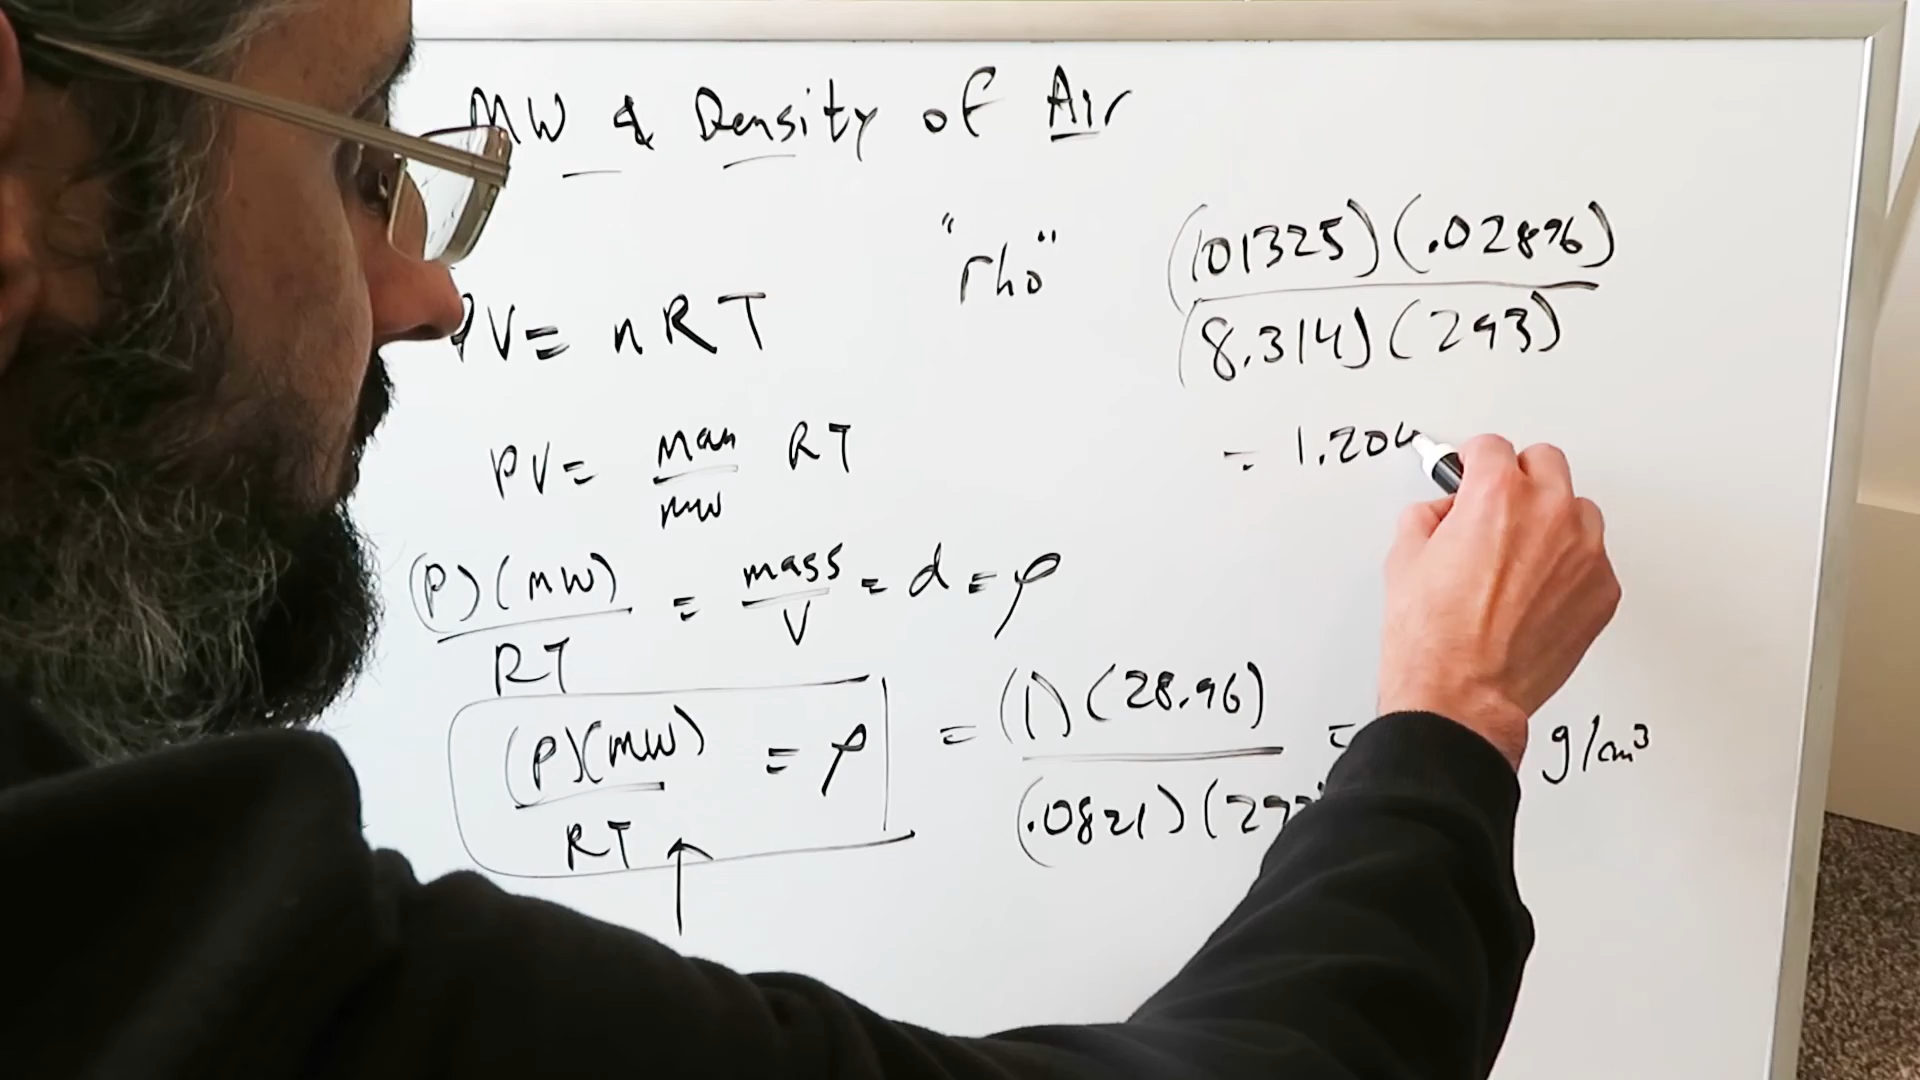 MW & Density of Air
"rho"
(101325)(.02896)
(8.314)(293)
= 1.204
PV = nRT
PV = mass RT
mw
(P)(MW) = mass = d = ρ
RT V
(P)(MW) = ρ
RT
= (1)(28.96) = g/cm³
(.0821)(293